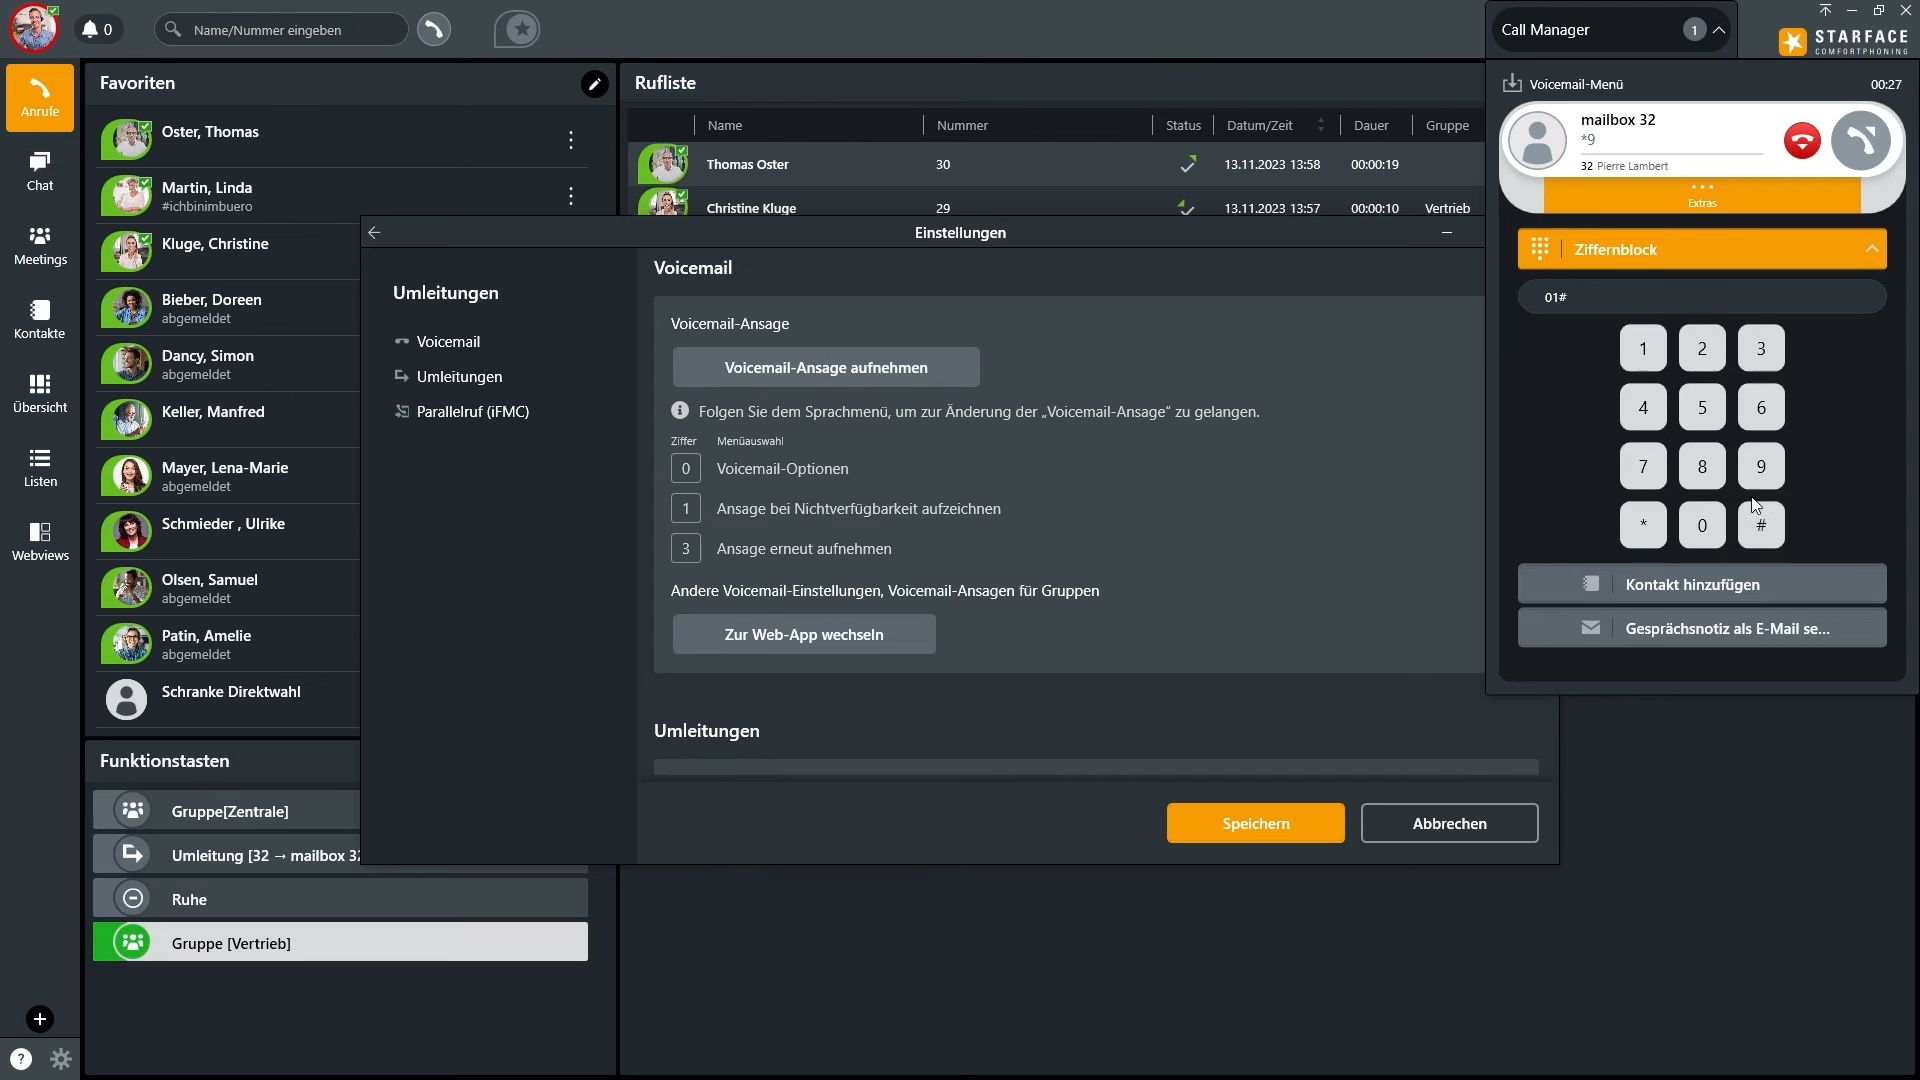 0
Name/Nummer eingeben
Call Manager
1
STARFACE
COMFORTPHONING
Anrufe
Chat
Meetings
Kontakte
Übersicht
Listen
Webviews
?
Favoriten
Oster, Thomas
Martin, Linda
#ichbinimbuero
Kluge, Christine
Bieber, Doreen
abgemeldet
Dancy, Simon
abgemeldet
Keller, Manfred
Mayer, Lena-Marie
abgemeldet
Schmieder , Ulrike
Olsen, Samuel
abgemeldet
Patin, Amelie
abgemeldet
Schranke Direktwahl
Funktionstasten
Gruppe[Zentrale]
Umleitung [32 → mailbox 32
Ruhe
Gruppe [Vertrieb]
Rufliste
Name Nummer Status Datum/Zeit Dauer Gruppe
Thomas Oster 30 13.11.2023 13:58 00:00:19
Christine Kluge 29 13.11.2023 13:57 00:00:10 Vertrieb
Einstellungen
Umleitungen
Voicemail
Umleitungen
Parallelruf (iFMC)
Voicemail
Voicemail-Ansage
Voicemail-Ansage aufnehmen
Folgen Sie dem Sprachmenü, um zur Änderung der „Voicemail-Ansage“ zu gelangen.
Ziffer Menüauswahl
0 Voicemail-Optionen
1 Ansage bei Nichtverfügbarkeit aufzeichnen
3 Ansage erneut aufnehmen
Andere Voicemail-Einstellungen, Voicemail-Ansagen für Gruppen
Zur Web-App wechseln
Umleitungen
Speichern
Abbrechen
Voicemail-Menü 00:27
mailbox 32
*9
32 Pierre Lambert
Extras
Ziffernblock
01#
1 2 3
4 5 6
7 8 9
* 0 #
Kontakt hinzufügen
Gesprächsnotiz als E-Mail se...